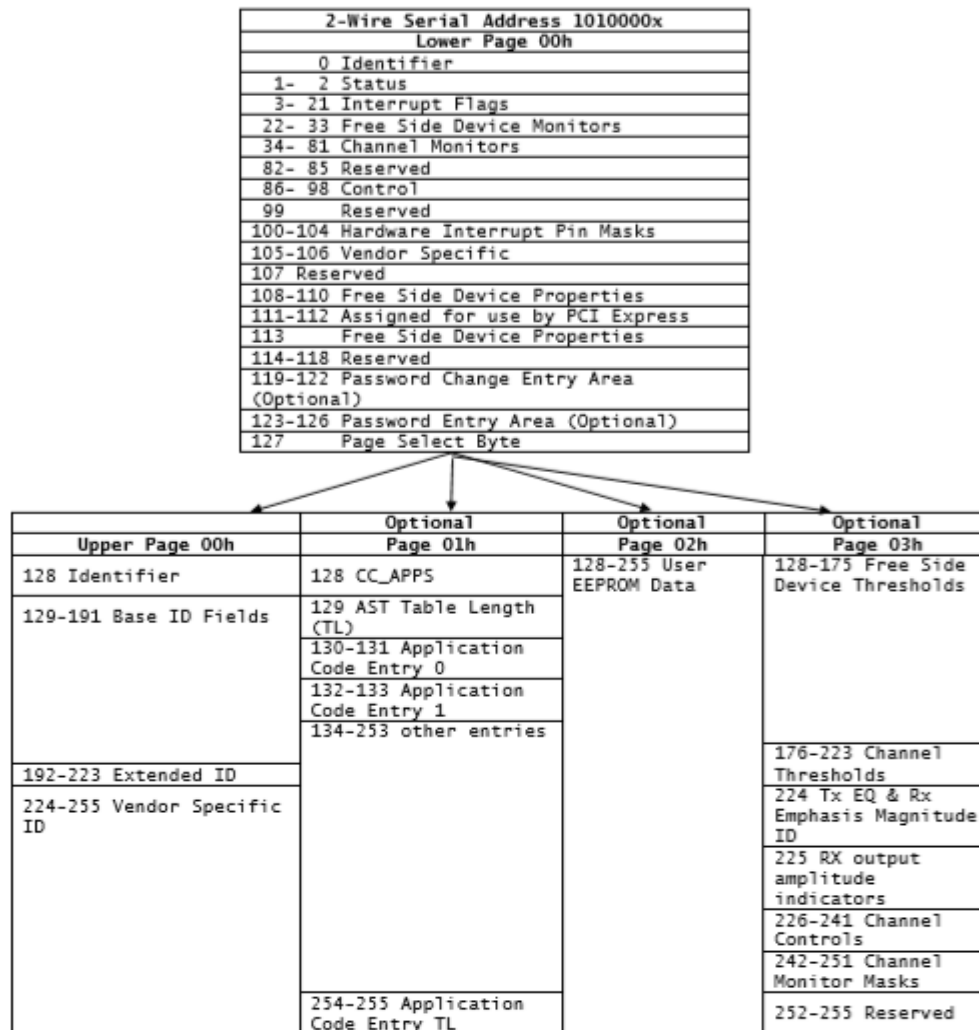 2-Wire Serial Address 1010000x
Lower Page 00h
0 Identifier
1- 2 Status
3- 21 Interrupt Flags
22- 33 Free Side Device Monitors
34- 81 Channel Monitors
82- 85 Reserved
86- 98 Control
99 Reserved
100-104 Hardware Interrupt Pin Masks
105-106 Vendor Specific
107 Reserved
108-110 Free Side Device Properties
111-112 Assigned for use by PCI Express
113 Free Side Device Properties
114-118 Reserved
119-122 Password Change Entry Area
(Optional)
123-126 Password Entry Area (Optional)
127 Page Select Byte
Upper Page 00h
128 Identifier
129-191 Base ID Fields
192-223 Extended ID
224-255 Vendor Specific
ID
Optional
Page 01h
128 CC_APPS
129 AST Table Length
(TL)
130-131 Application
Code Entry 0
132-133 Application
Code Entry 1
134-253 other entries
254-255 Application
Code Entry TL
Optional
Page 02h
128-255 User
EEPROM Data
Optional
Page 03h
128-175 Free Side
Device Thresholds
176-223 Channel
Thresholds
224 Tx EQ & Rx
Emphasis Magnitude
ID
225 RX output
amplitude
indicators
226-241 Channel
Controls
242-251 Channel
Monitor Masks
252-255 Reserved